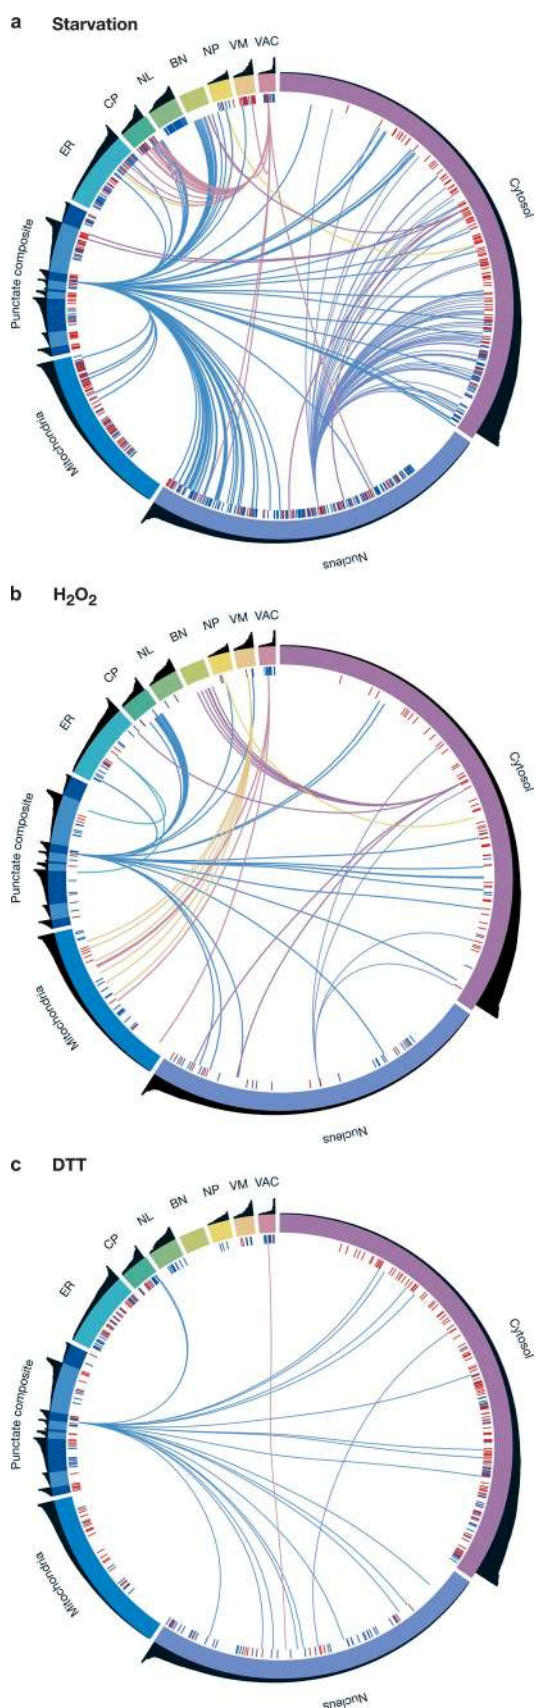 a Starvation
VAC
VM
NP
BN
NL
CP
ER
Punctate composite
Mitochondria
Nucleus
Cytosol
b H₂O₂
VAC
VM
NP
BN
NL
CP
ER
Punctate composite
Mitochondria
Nucleus
Cytosol
c DTT
VAC
VM
NP
BN
NL
CP
ER
Punctate composite
Mitochondria
Nucleus
Cytosol